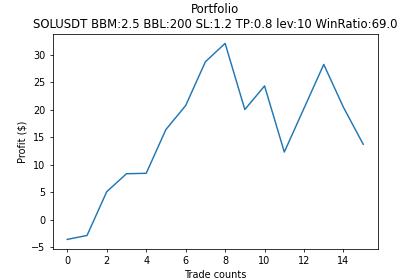 Portfolio
SOLUSDT BBM:2.5 BBL:200 SL:1.2 TP:0.8 lev:10 WinRatio:69.0
Profit ($)
30
25
20
15
10
5
0
−5
0 2 4 6 8 10 12 14
Trade counts